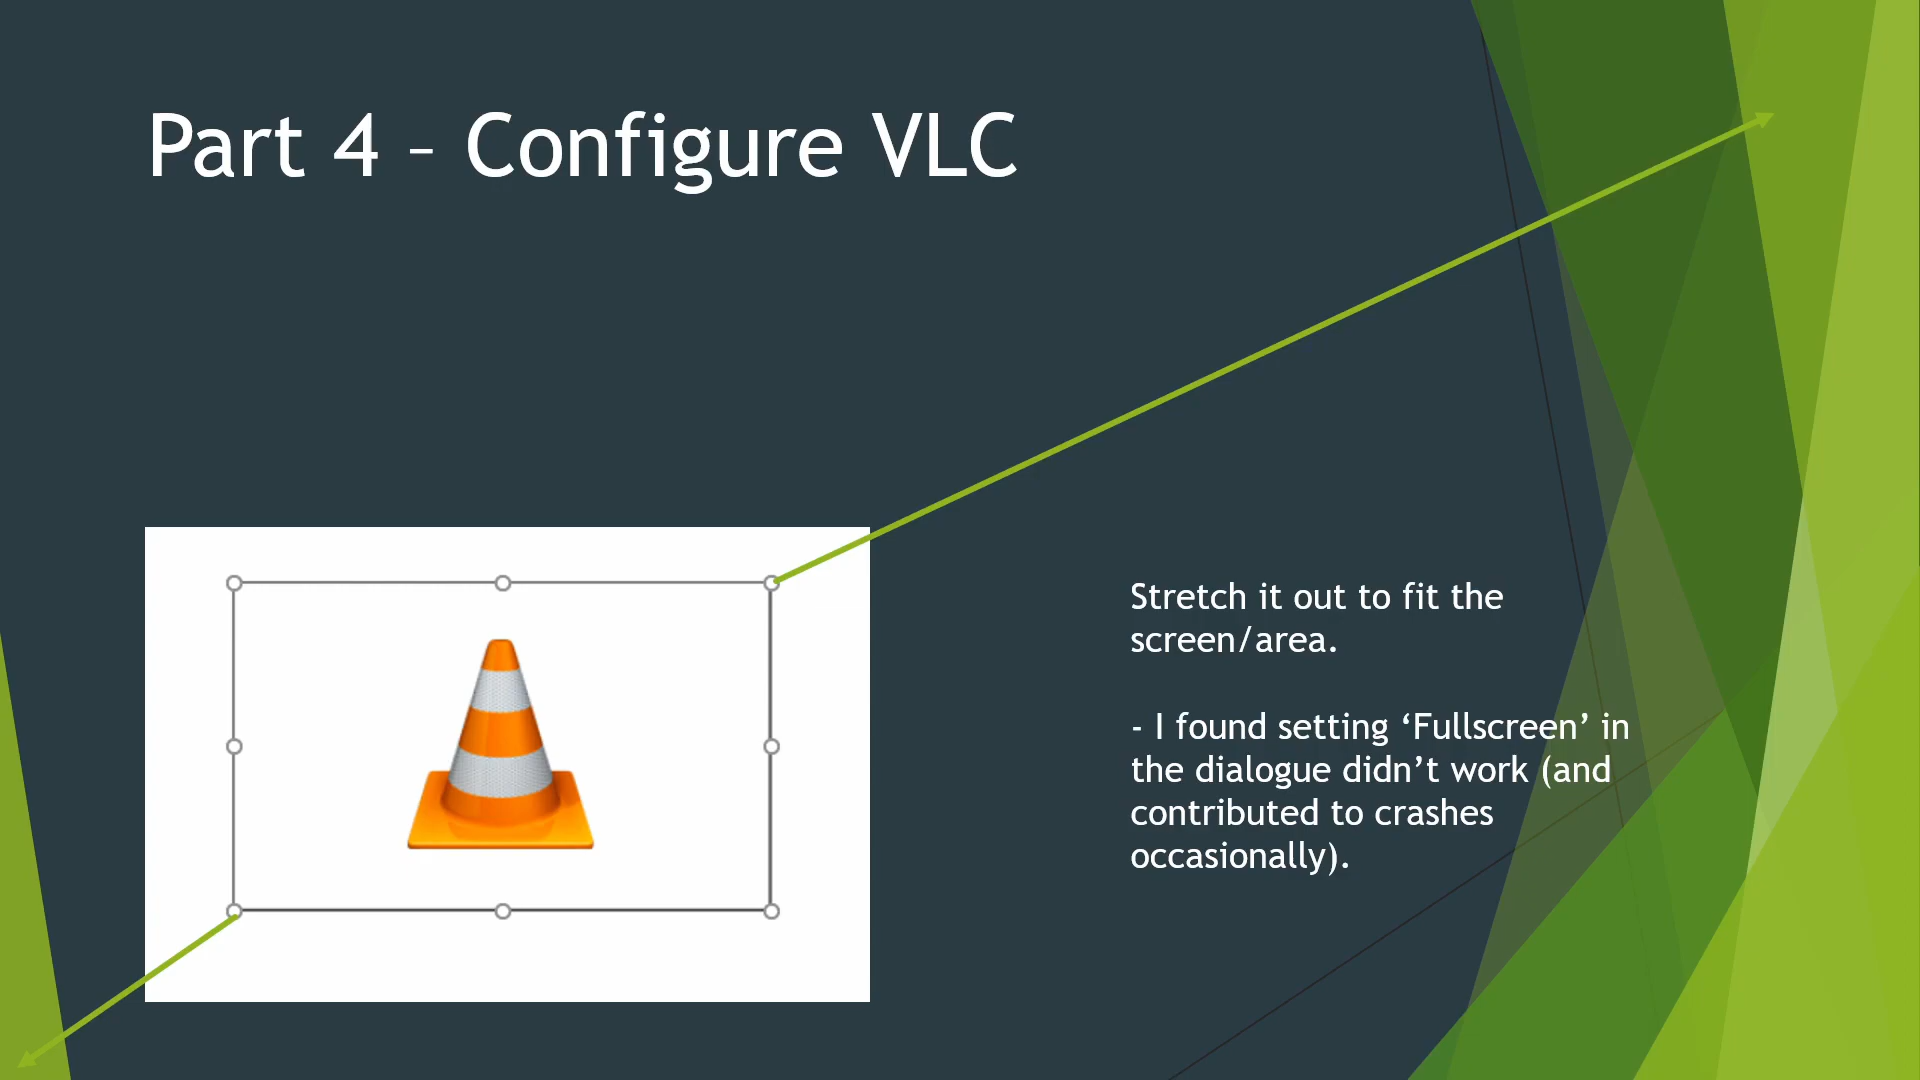 Part 4 – Configure VLC
Stretch it out to fit the
screen/area.
- I found setting ‘Fullscreen’ in
the dialogue didn’t work (and
contributed to crashes
occasionally).